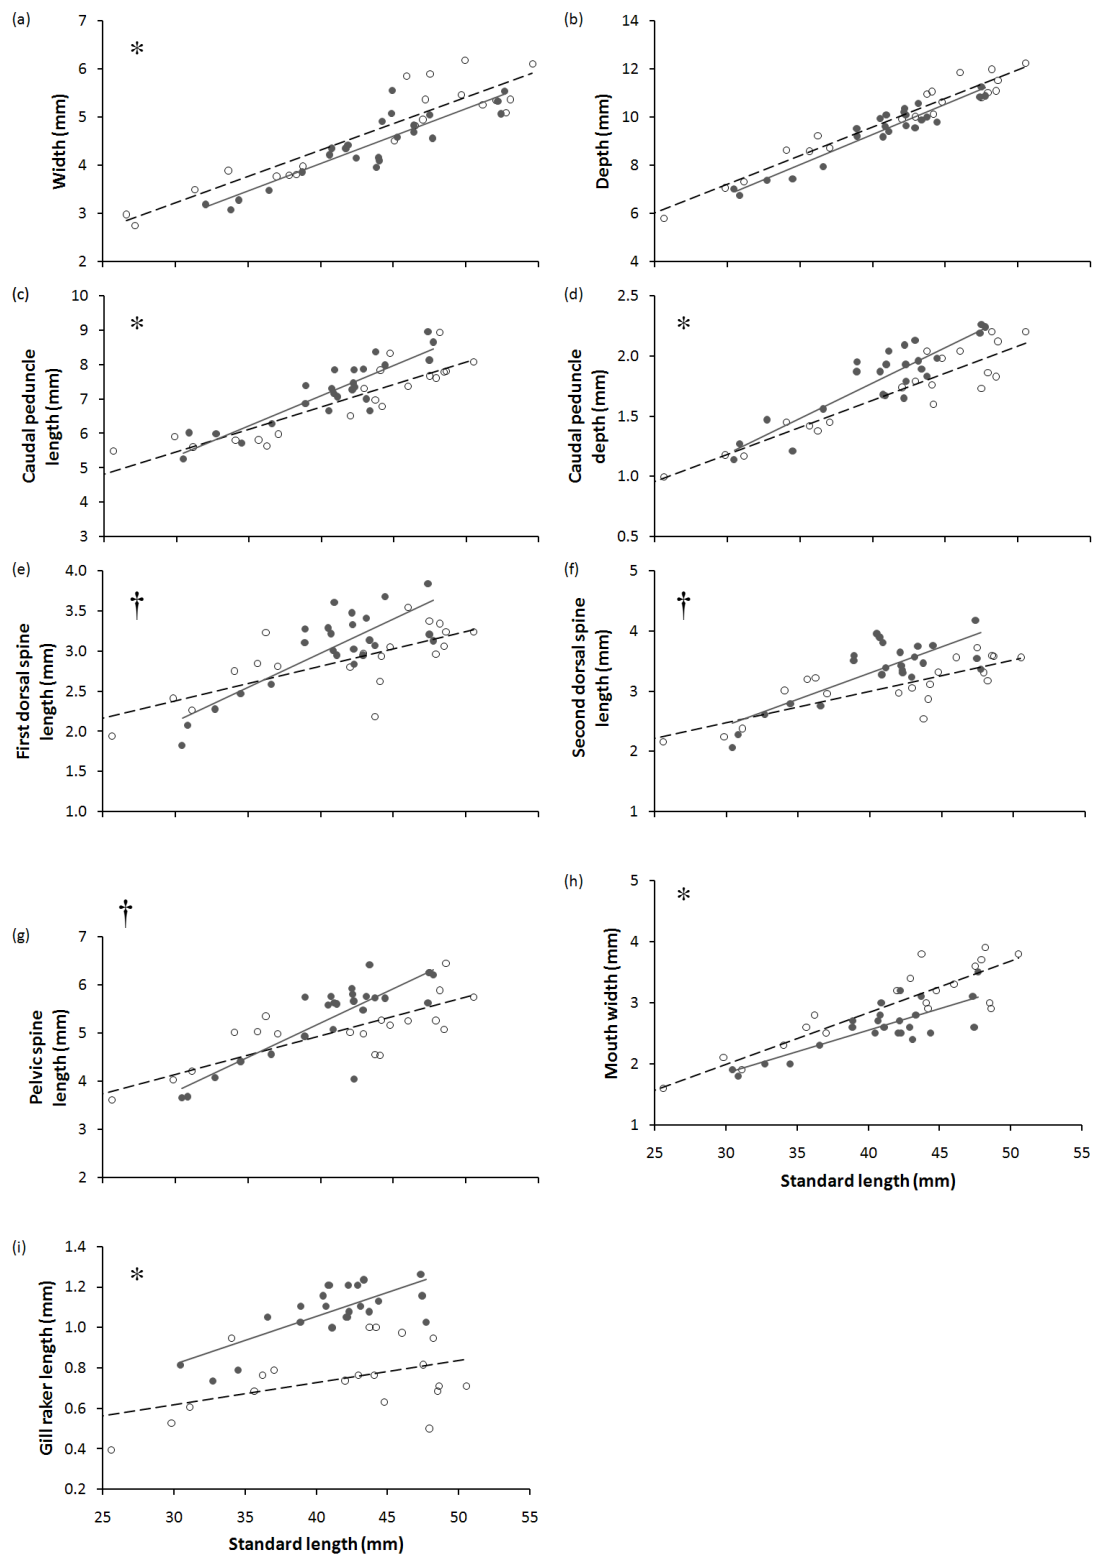 (a)
*
Width (mm)
7
6
5
4
3
2
(b)
Depth (mm)
14
12
10
8
6
4
(c)
*
Caudal peduncle
length (mm)
10
9
8
7
6
5
4
3
(d)
*
Caudal peduncle
depth (mm)
2.5
2.0
1.5
1.0
0.5
(e)
†
First dorsal spine
length (mm)
4.0
3.5
3.0
2.5
2.0
1.5
1.0
(f)
†
Second dorsal spine
length (mm)
5
4
3
2
1
(g)
†
Pelvic spine
length (mm)
7
6
5
4
3
2
(h)
*
Mouth width (mm)
5
4
3
2
1
25 30 35 40 45 50 55
Standard length (mm)
(i)
*
Gill raker length (mm)
1.4
1.2
1.0
0.8
0.6
0.4
0.2
25 30 35 40 45 50 55
Standard length (mm)